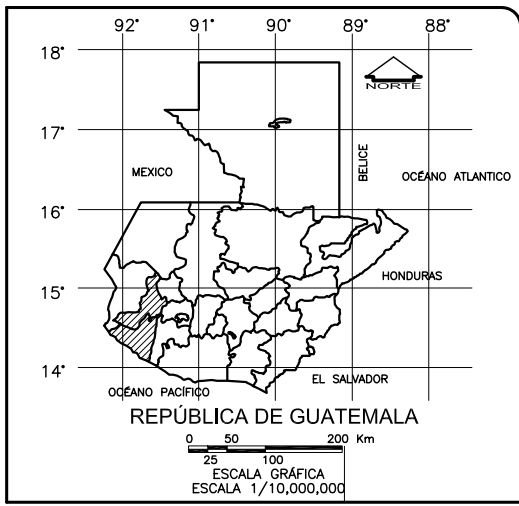 92° 91° 90° 89° 88°
18°
NORTE
17°
MEXICO
BELICE
OCÉANO ATLANTICO
16°
HONDURAS
15°
14°
EL SALVADOR
OCÉANO PACÍFICO
REPÚBLICA DE GUATEMALA
0 50 200 Km
25 100
ESCALA GRÁFICA
ESCALA 1/10,000,000